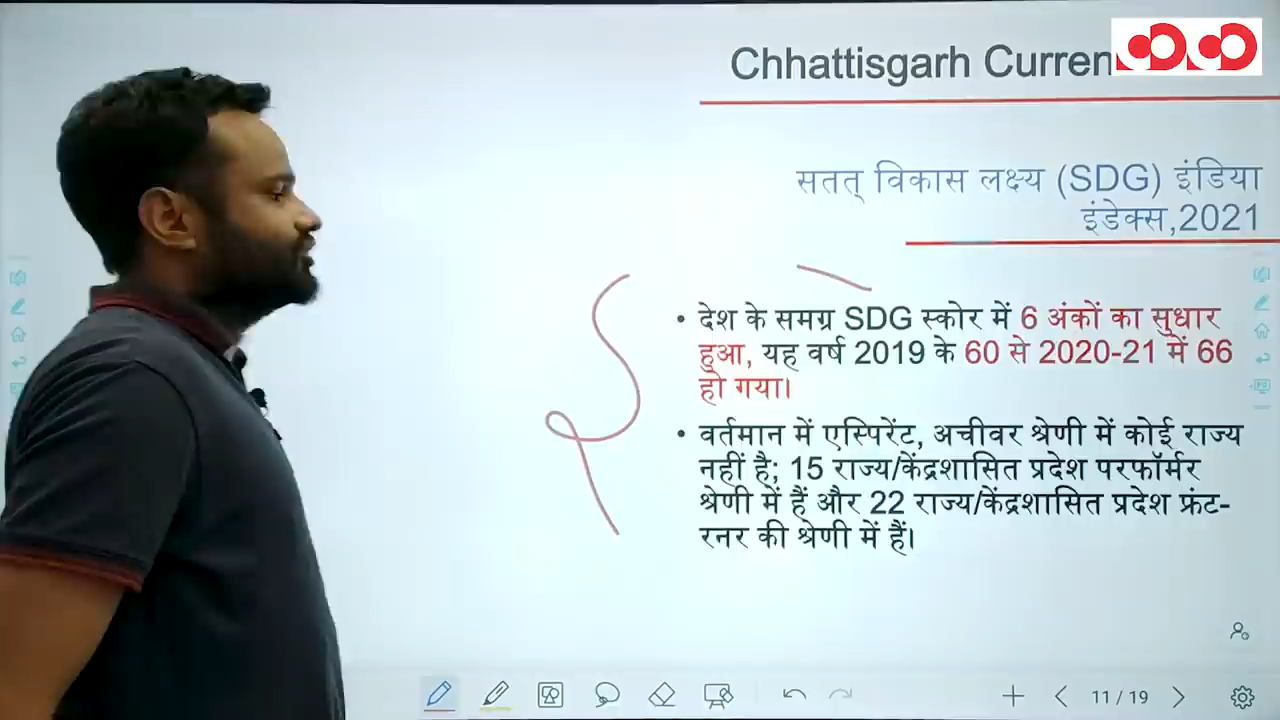 Chhattisgarh Curren
सतत् विकास लक्ष्य (SDG) इंडिया
इंडेक्स,2021
• देश के समग्र SDG स्कोर में 6 अंकों का सुधार
हुआ, यह वर्ष 2019 के 60 से 2020-21 में 66
हो गया।
• वर्तमान में एस्पिरेंट, अचीवर श्रेणी में कोई राज्य
नहीं है; 15 राज्य/केंद्रशासित प्रदेश परफॉर्मर
श्रेणी में हैं और 22 राज्य/केंद्रशासित प्रदेश फ्रंट-
रनर की श्रेणी में हैं।
11 / 19